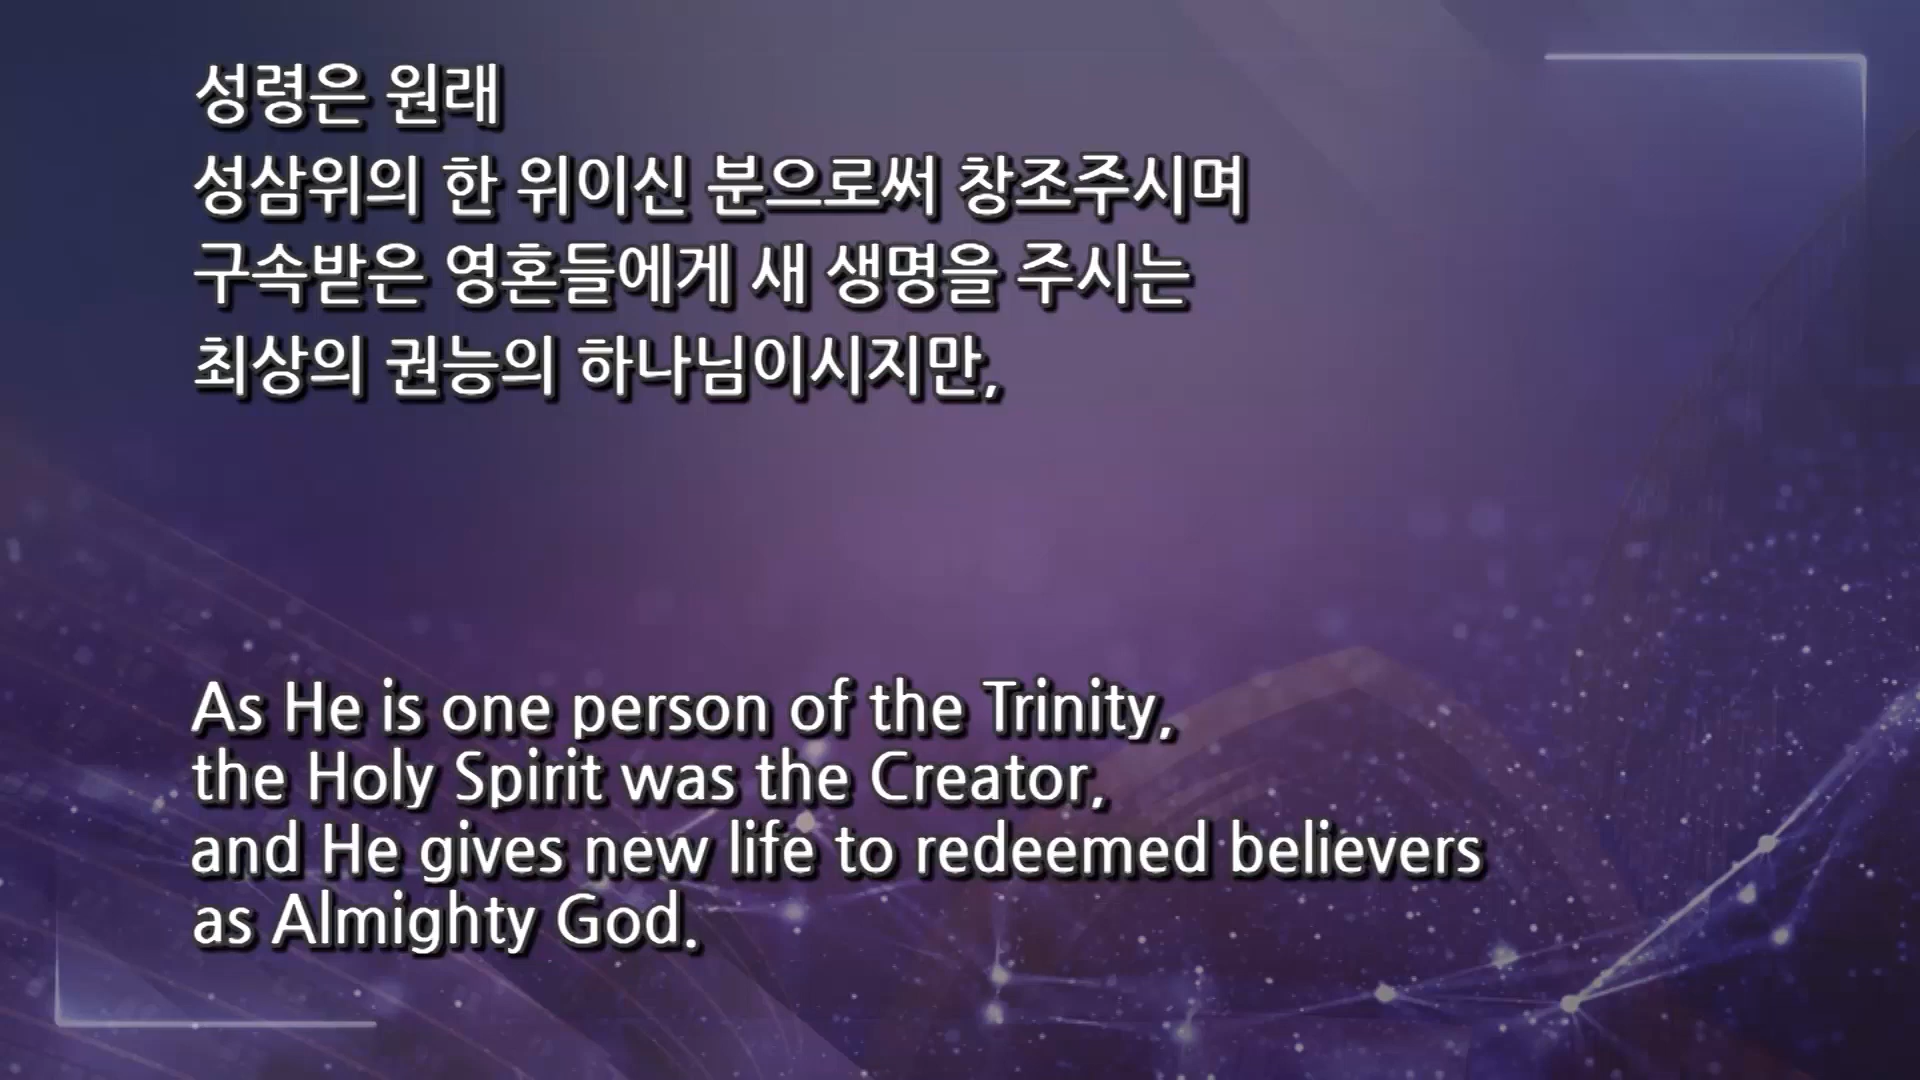 성령은 원래
성삼위의 한 위이신 분으로써 창조주시며
구속받은 영혼들에게 새 생명을 주시는
최상의 권능의 하나님이시지만,
As He is one person of the Trinity,
the Holy Spirit was the Creator,
and He gives new life to redeemed believers
as Almighty God.